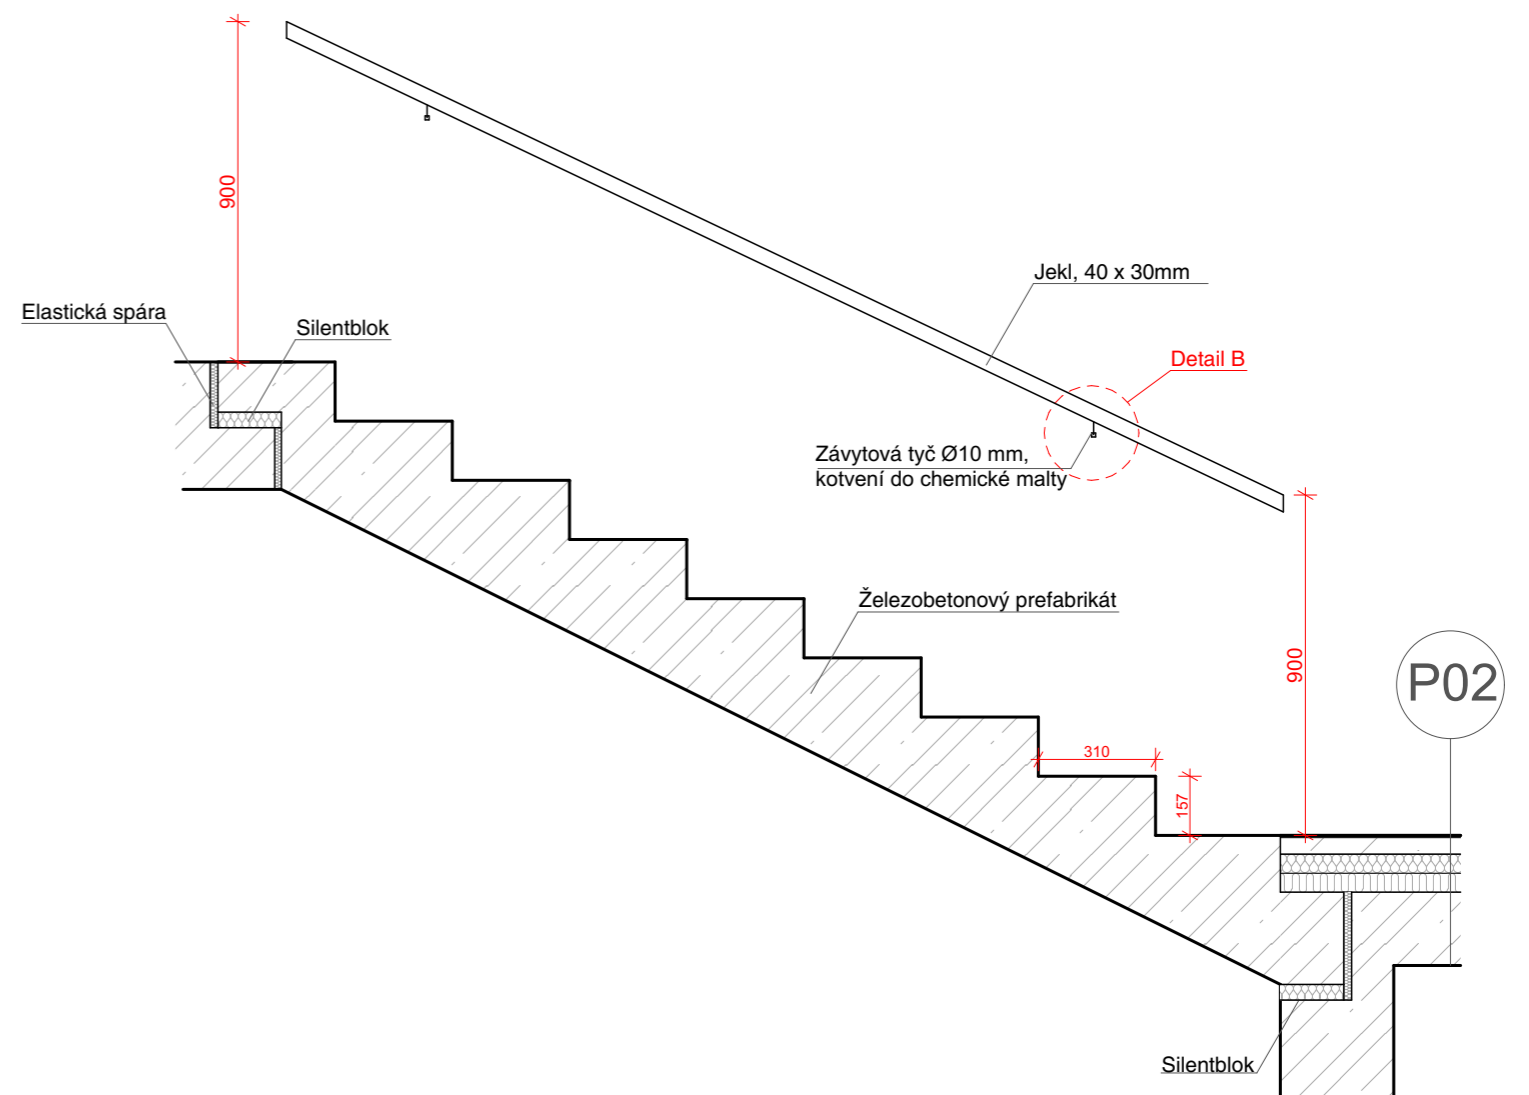 900
Jekl, 40 x 30mm
Elastická spára
Silentblok
Detail B
Závytová tyč Ø10 mm,
kotvení do chemické malty
Železobetonový prefabrikát
900
P02
310
157
Silentblok